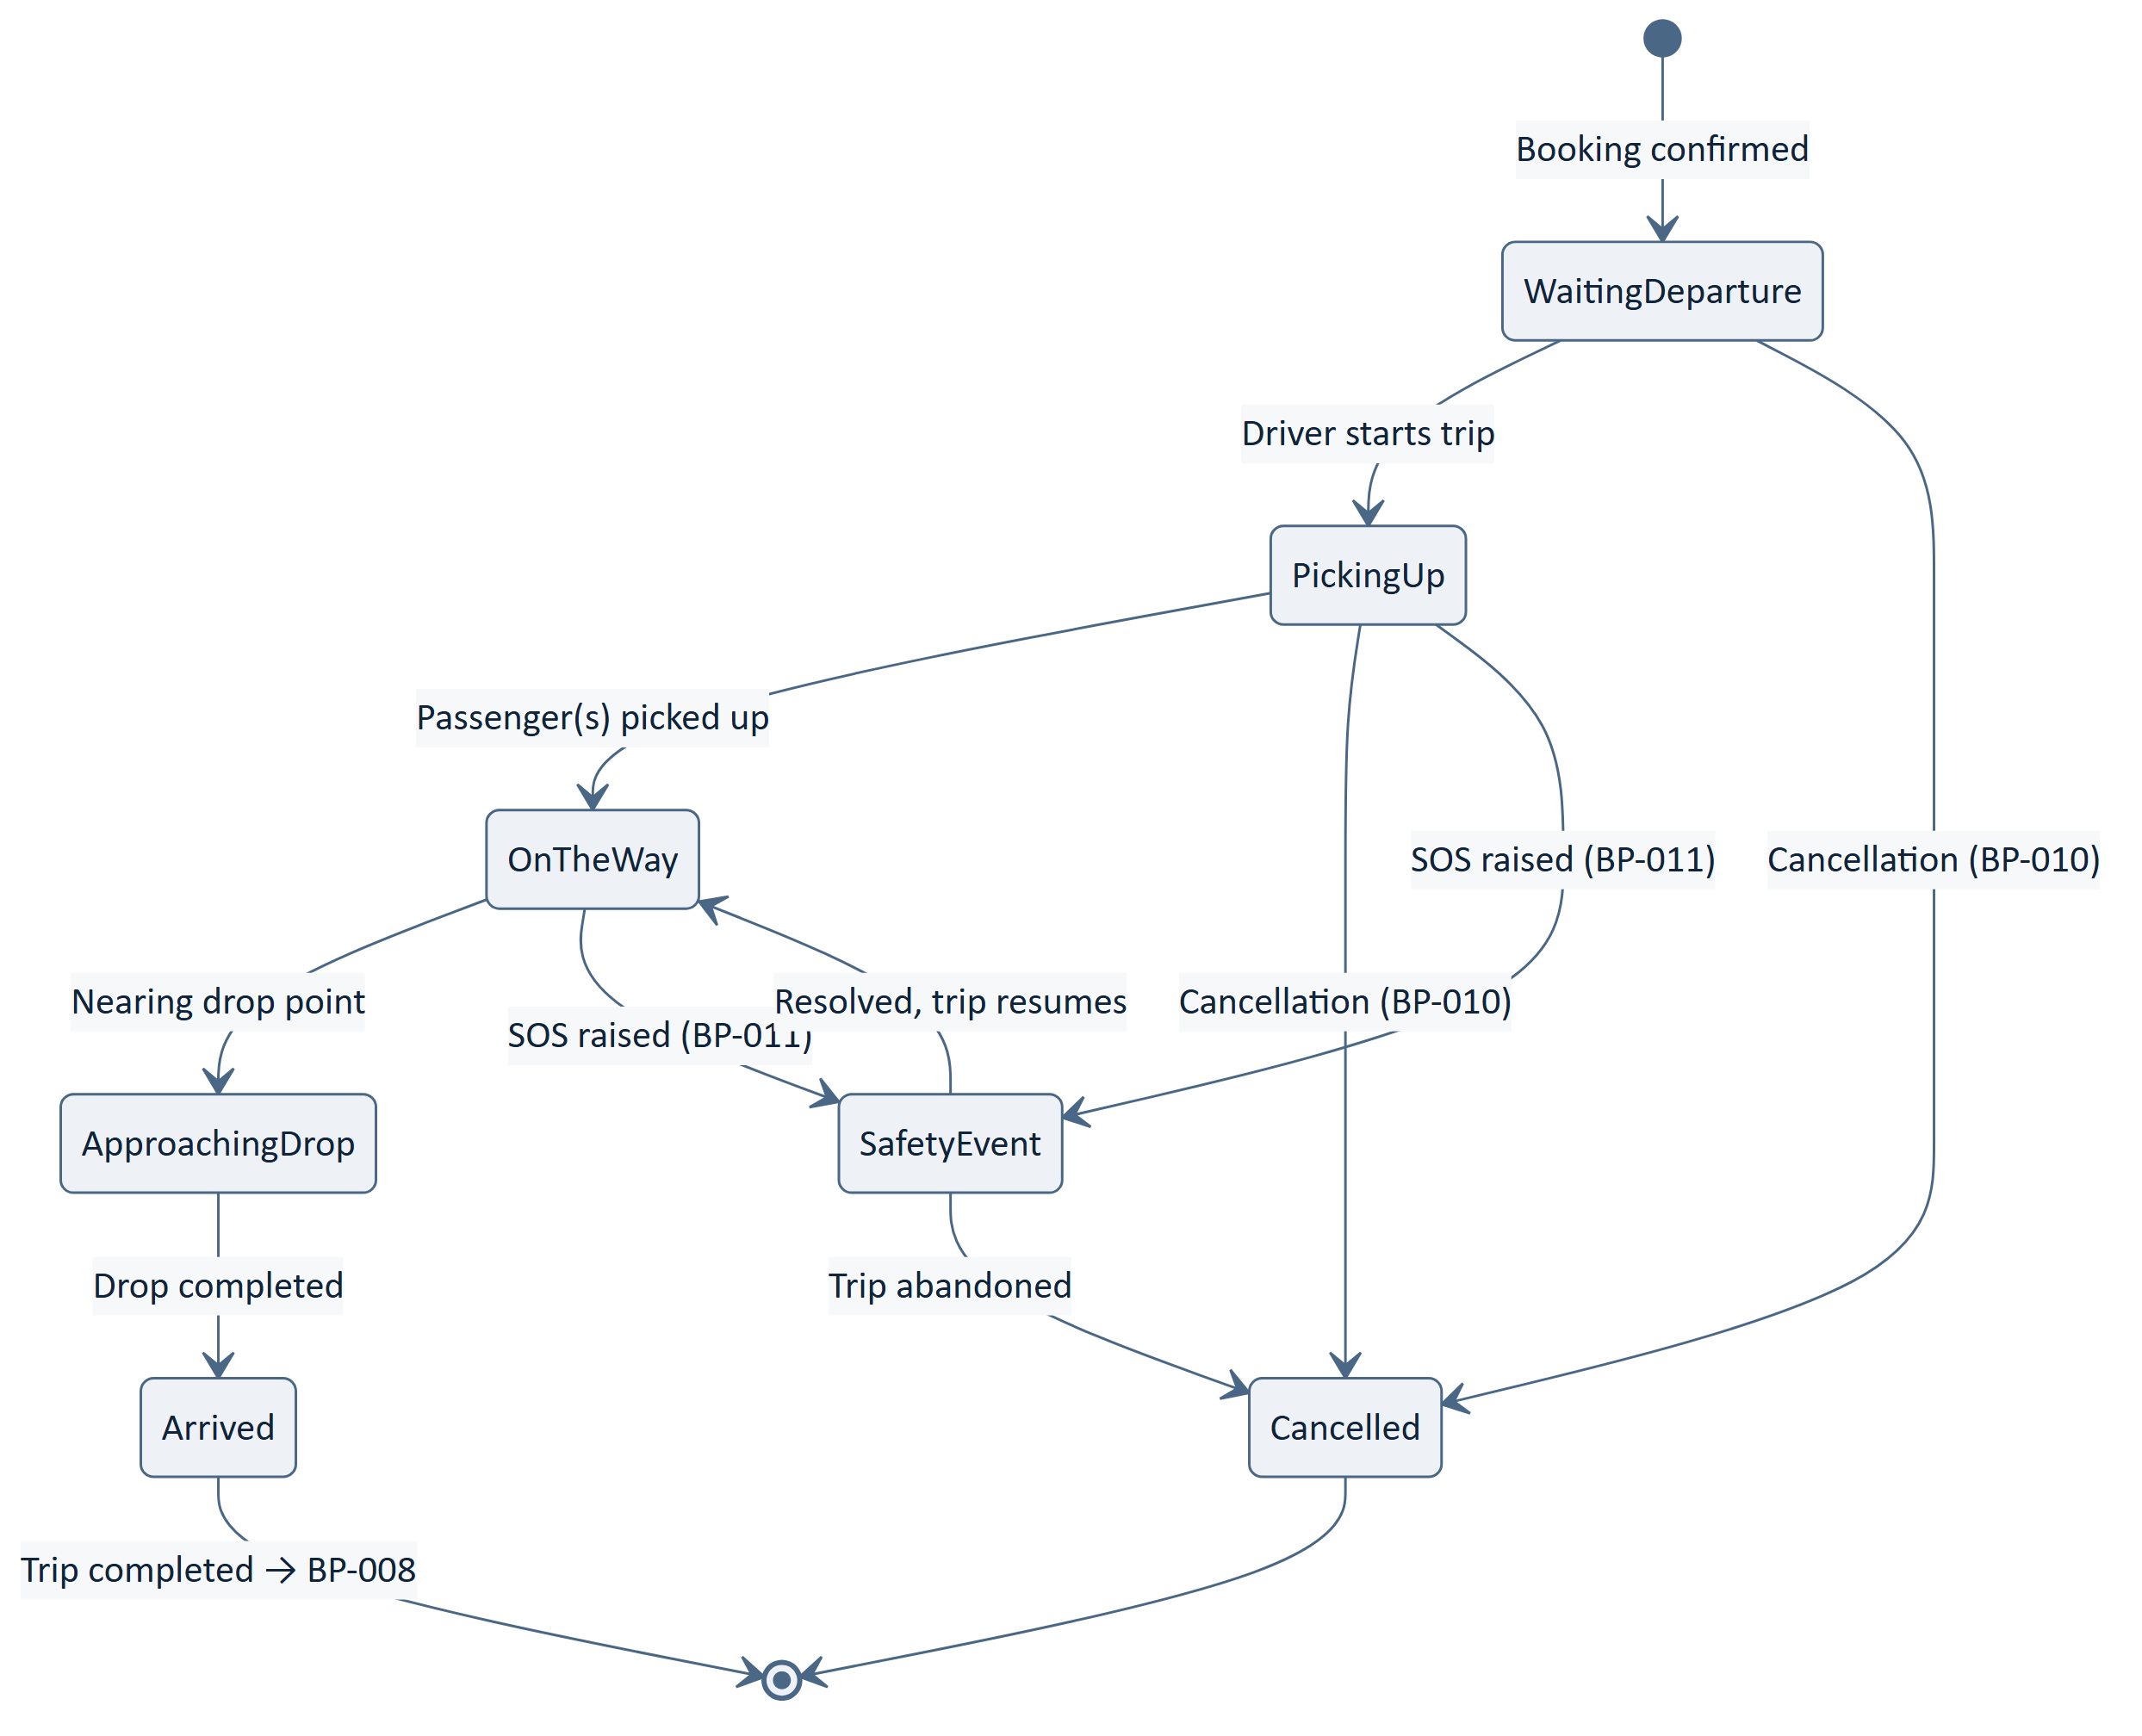 Booking confirmed
WaitingDeparture
Driver starts trip
PickingUp
Passenger(s) picked up
OnTheWay
SOS raised (BP-011)
Cancellation (BP-010)
Nearing drop point
SOS raised (BP-011)
Resolved, trip resumes
Cancellation (BP-010)
ApproachingDrop
SafetyEvent
Drop completed
Trip abandoned
Arrived
Cancelled
Trip completed → BP-008